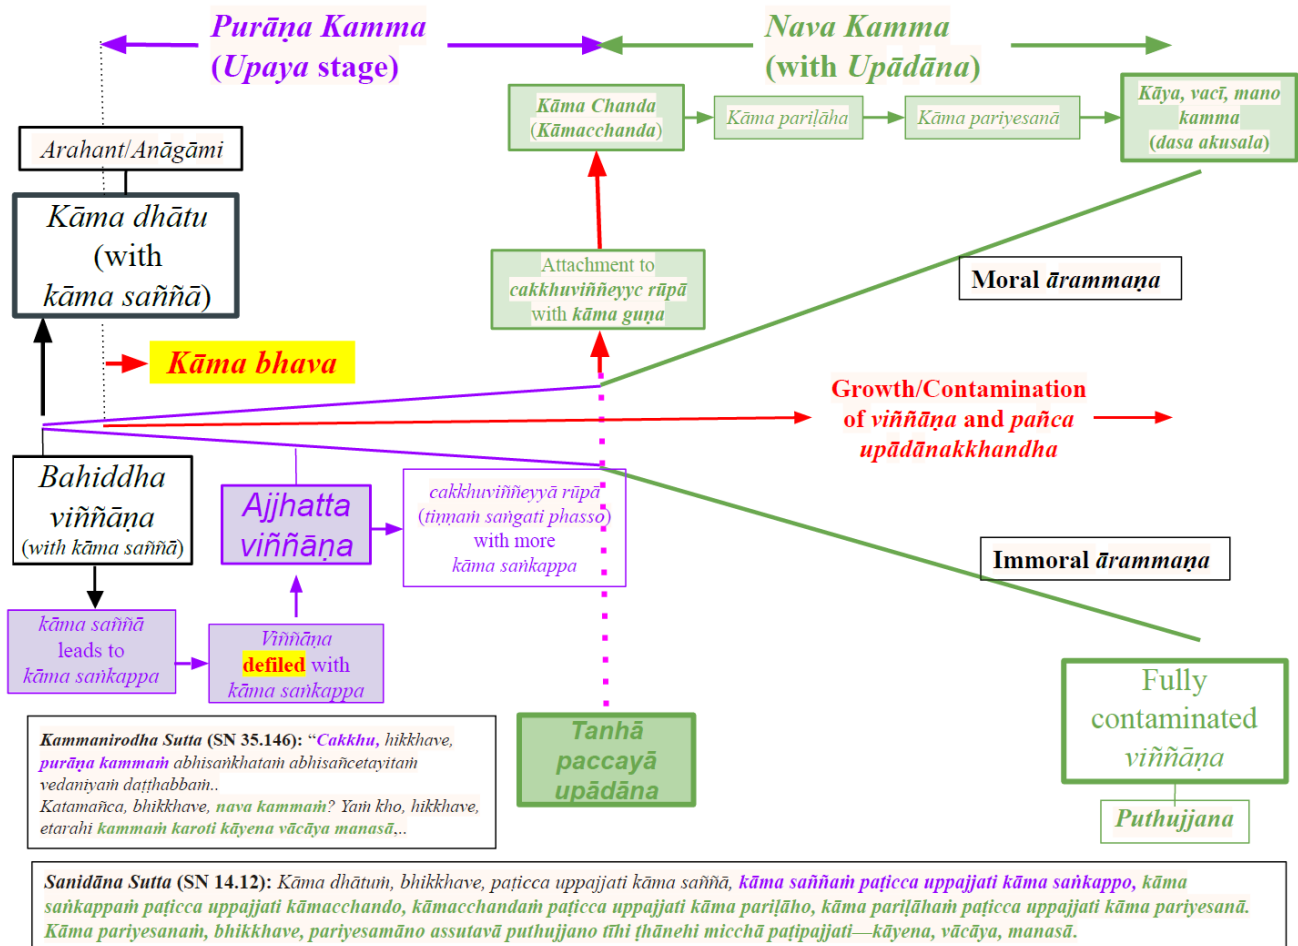 Purāṇa Kamma
(Upaya stage)
Nava Kamma
(with Upādāna)
Kāma Chanda
(Kāmacchanda)
Kāma pariḷāha
Kāma pariyesanā
Kāya, vacī, mano
kamma
(dasa akusala)
Arahant/Anāgāmi
Kāma dhātu
(with
kāma saññā)
Attachment to
cakkhuviññeyyc rūpā
with kāma guṇa
Moral ārammaṇa
Kāma bhava
Growth/Contamination
of viññāṇa and pañca
upādānakkhandha
Bahiddha
viññāṇa
(with kāma saññā)
Ajjhatta
viññāṇa
cakkhuviññeyyā rūpā
(tiṇṇaṁ saṅgati phasso)
with more
kāma saṅkappa
Immoral ārammaṇa
kāma saññā
leads to
kāma saṅkappa
Viññāṇa
defiled with
kāma saṅkappa
Tanhā
paccayā
upādāna
Fully
contaminated
viññāṇa
Puthujjana
Kammanirodha Sutta (SN 35.146): “Cakkhu, hikkhave,
purāṇa kammaṁ abhisaṅkhataṁ abhisañcetayitaṁ
vedaniyaṁ daṭṭhabbaṁ..
Katamañca, bhikkhave, nava kammaṁ? Yaṁ kho, hikkhave,
etarahi kammaṁ karoti kāyena vācāya manasā,..
Sanidāna Sutta (SN 14.12): Kāma dhātuṁ, bhikkhave, paṭicca uppajjati kāma saññā, kāma saññaṁ paṭicca uppajjati kāma saṅkappo, kāma
saṅkappaṁ paṭicca uppajjati kāmacchando, kāmacchandaṁ paṭicca uppajjati kāma pariḷāho, kāma pariḷāhaṁ paṭicca uppajjati kāma pariyesanā.
Kāma pariyesanaṁ, bhikkhave, pariyesamāno assutavā puthujjano tīhi ṭhānehi micchā paṭipajjati—kāyena, vācāya, manasā.